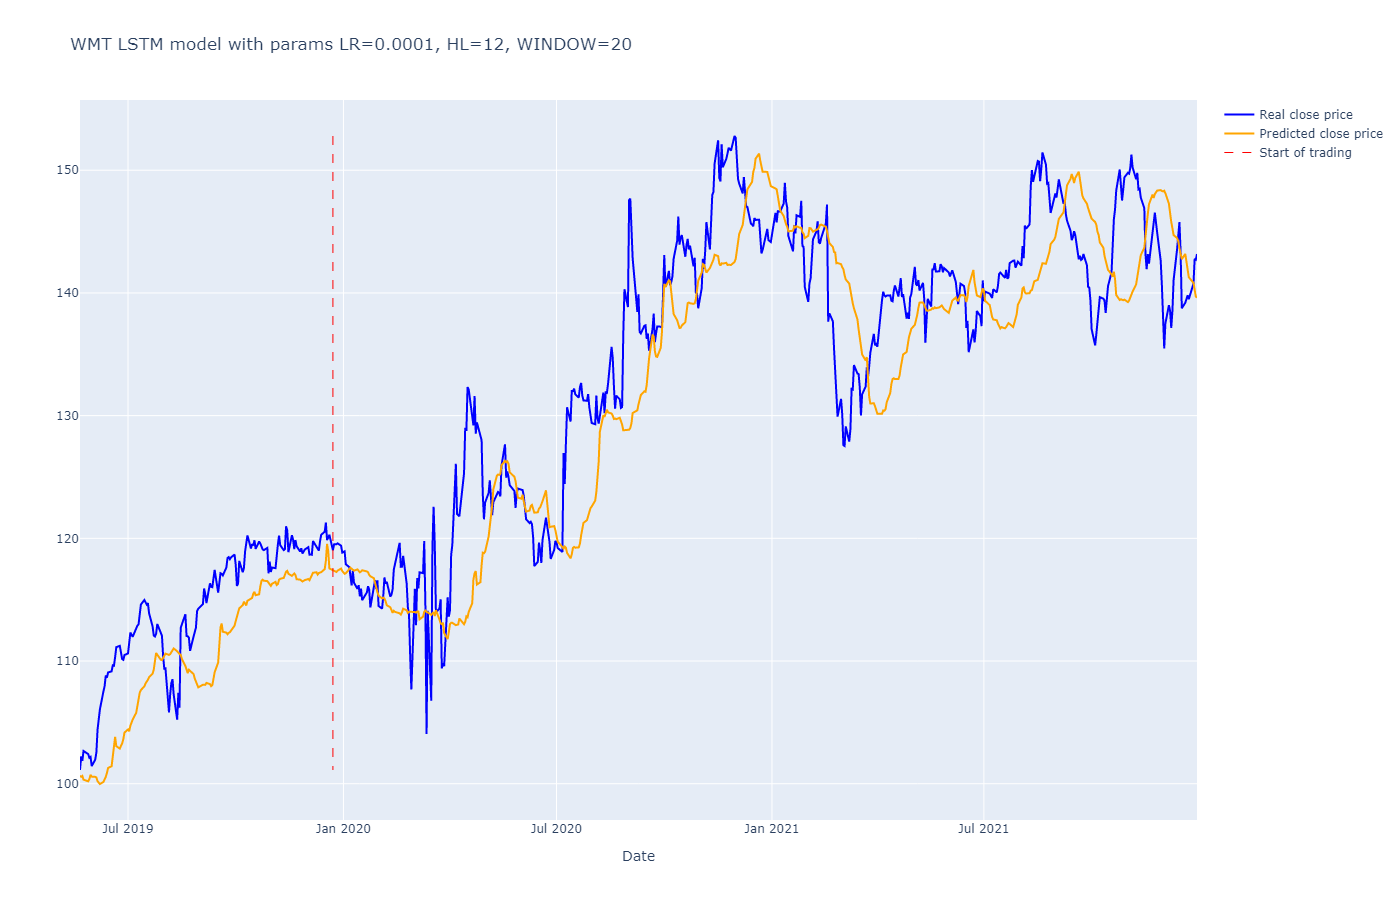 WMT LSTM model with params LR=0.0001, HL=12, WINDOW=20
Real close price
Predicted close price
Start of trading
150
140
130
120
110
100
Jul 2019
Jan 2020
Jul 2020
Jan 2021
Jul 2021
Date